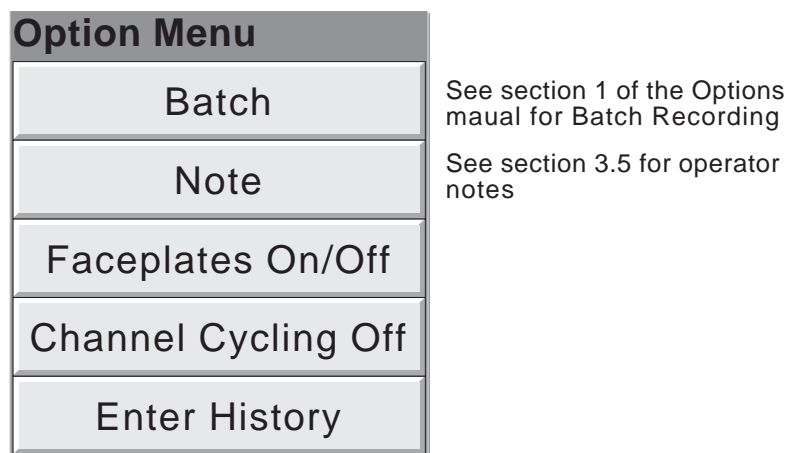 Option Menu
Batch
See section 1 of the Options
maual for Batch Recording
Note
See section 3.5 for operator
notes
Faceplates On/Off
Channel Cycling Off
Enter History